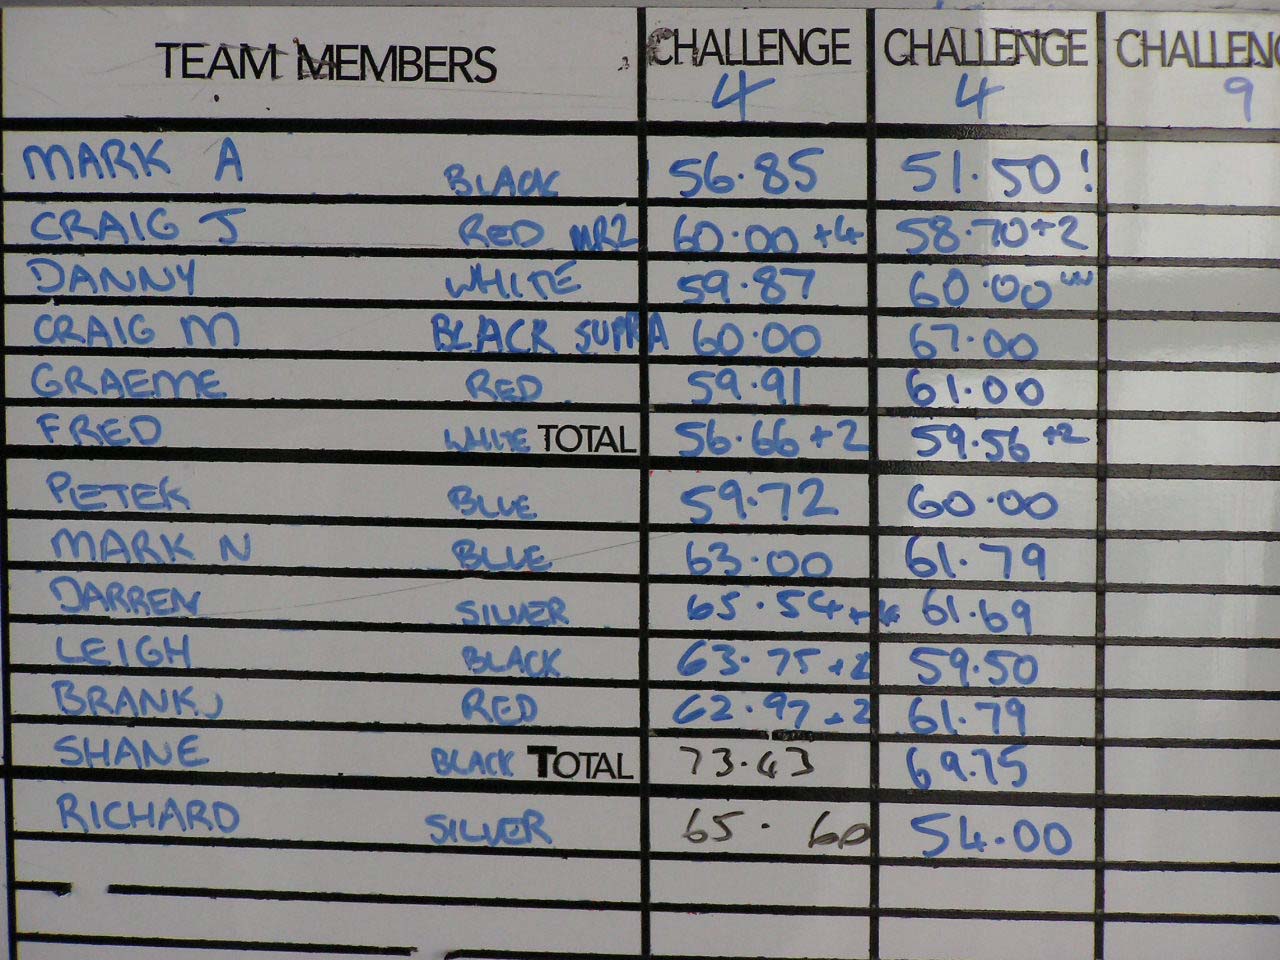 TEAM MEMBERS CHALLENGE CHALLENGE CHALLENG
4 4 9
MARK A BLACK 56.85 51.50!
CRAIG J RED MR2 60.00 +4 58.70+2
DANNY WHITE 59.87 60.00
CRAIG M BLACK SUPRA 60.00 67.00
GRAEME RED 59.91 61.00
FRED WHITE TOTAL 56.66 +2 59.56 +2
PETEK BLUE 59.72 60.00
MARK N BLUE 63.00 61.79
DARREN SILVER 65.54 61.69
LEIGH BLACK 63.75 +2 59.50
BRANKO RED 62.97 +2 61.79
SHANE BLACK TOTAL 73.43 69.75
RICHARD SILVER 65.60 54.00